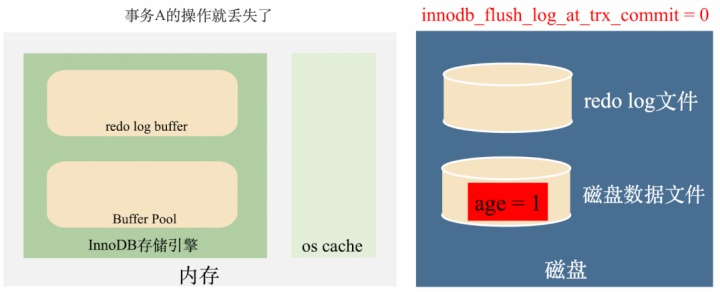 事务A的操作就丢失了
innodb_flush_log_at_trx_commit = 0
redo log buffer
Buffer Pool
InnoDB存储引擎
os cache
内存
redo log文件
age = 1
磁盘数据文件
磁盘